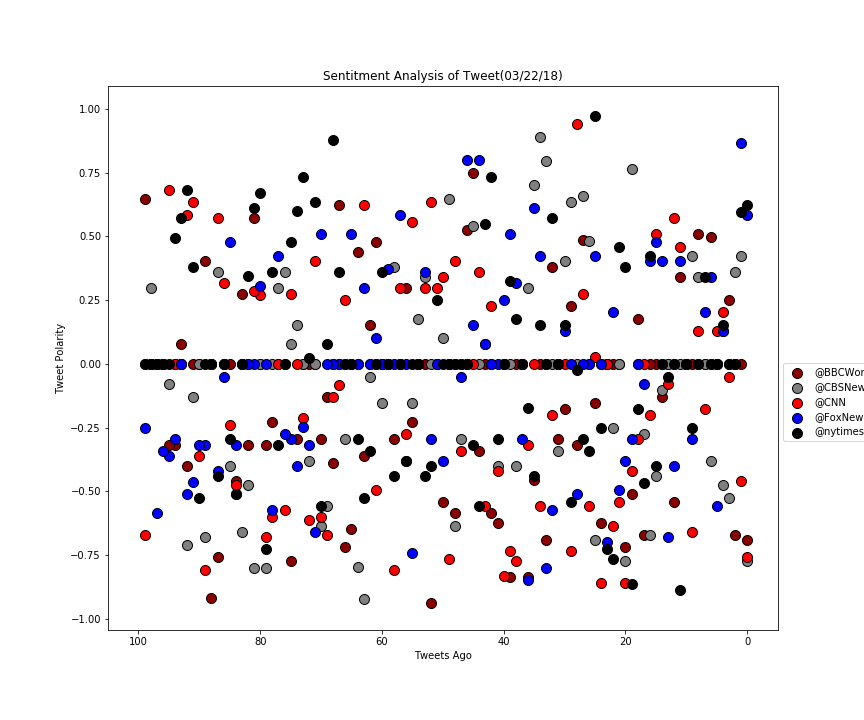 Sentitment Analysis of Tweet(03/22/18)
Tweet Polarity
1.00
0.75
0.50
0.25
0.00
−0.25
−0.50
−0.75
−1.00
100
80
60
40
20
0
Tweets Ago
@BBCWor
@CBSNew
@CNN
@FoxNew
@nytimes